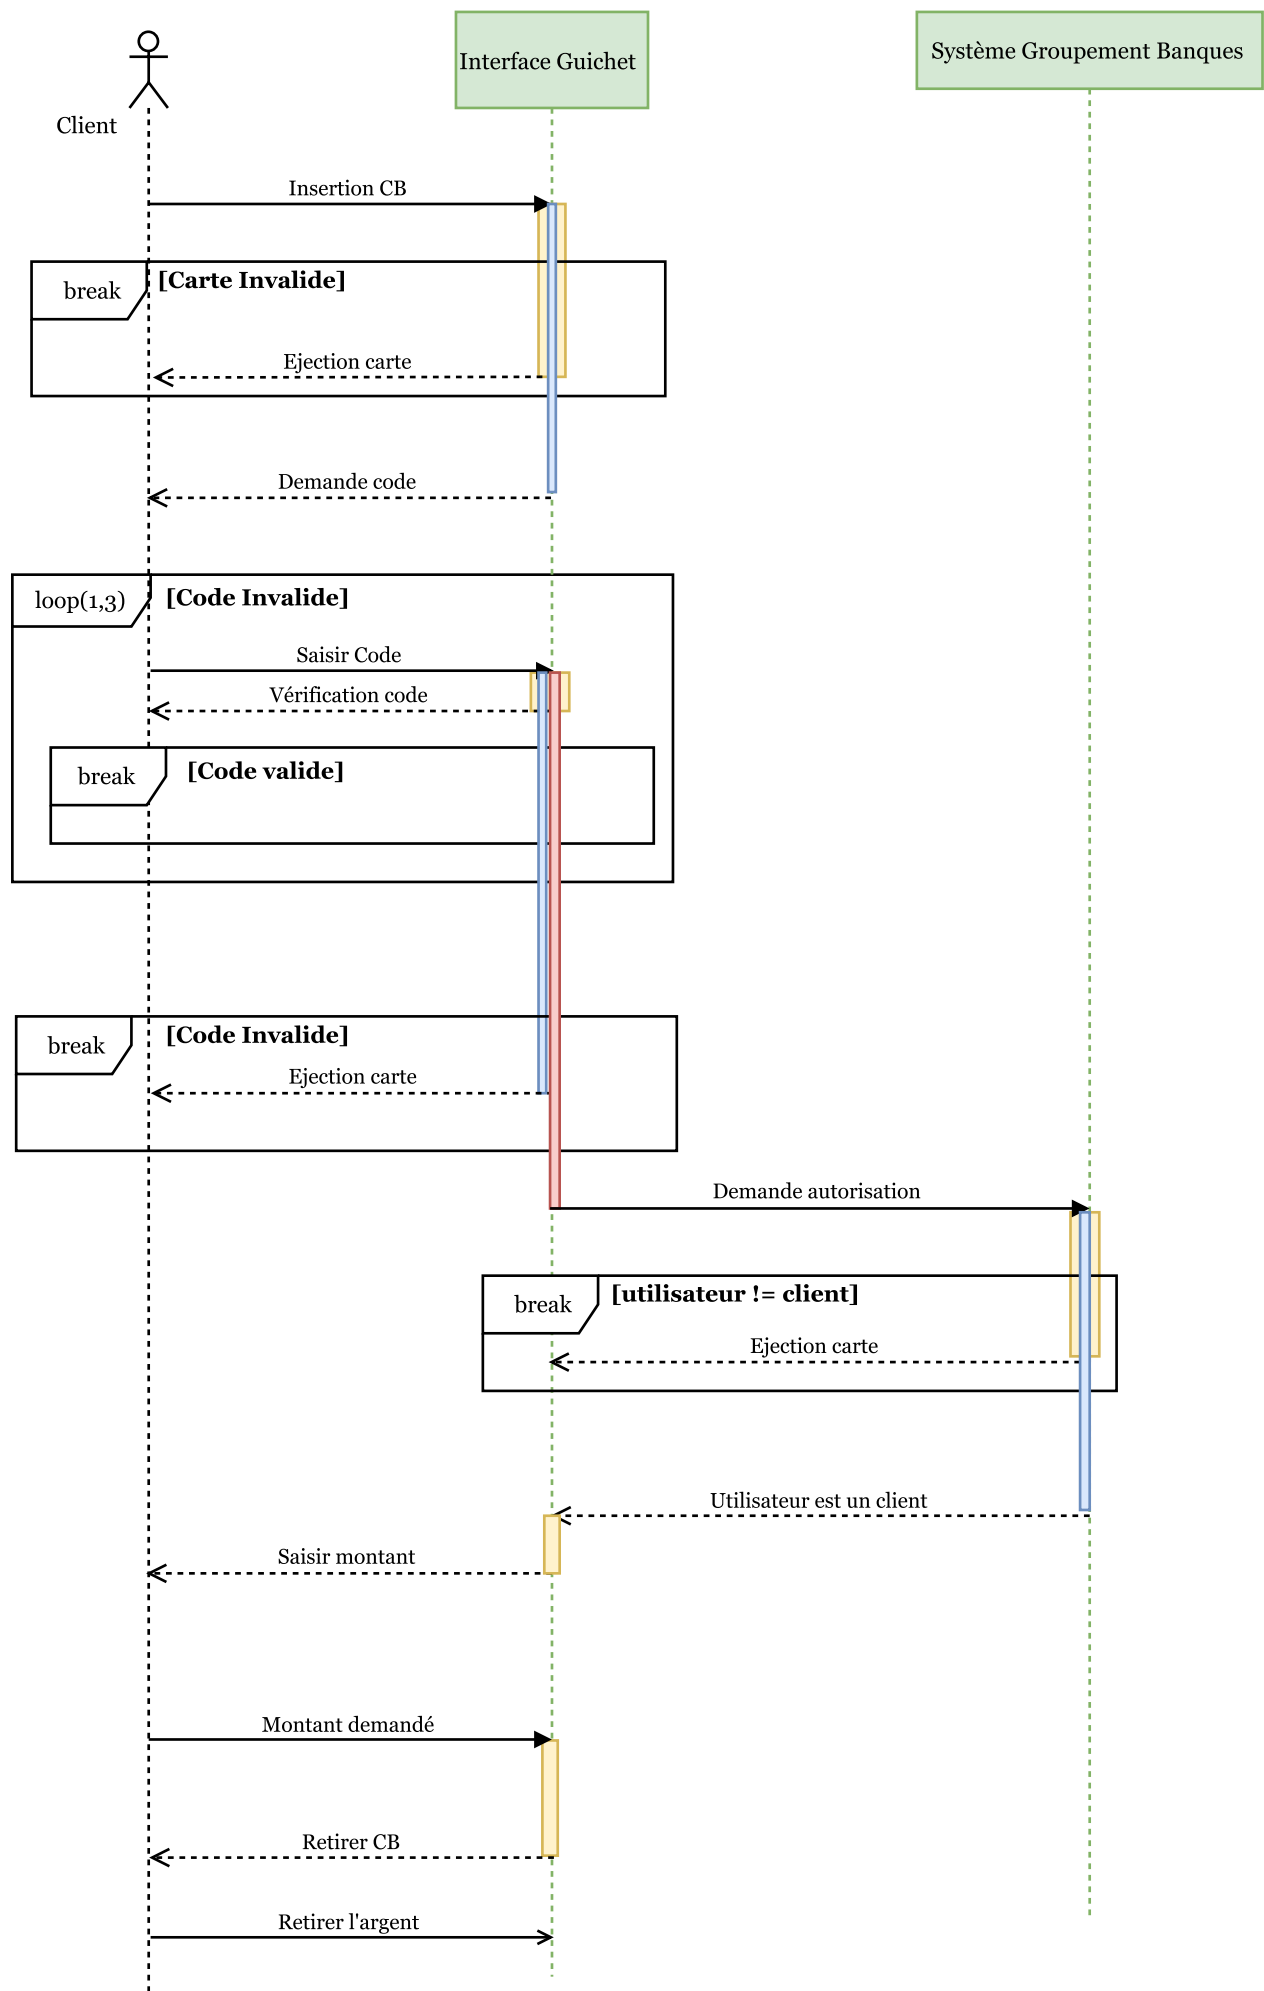 Interface Guichet
Système Groupement Banques
Client
Insertion CB
break
[Carte Invalide]
Ejection carte
Demande code
loop(1,3)
[Code Invalide]
Saisir Code
Vérification code
break
[Code valide]
break
[Code Invalide]
Ejection carte
Demande autorisation
break
[utilisateur != client]
Ejection carte
Utilisateur est un client
Saisir montant
Montant demandé
Retirer CB
Retirer l'argent